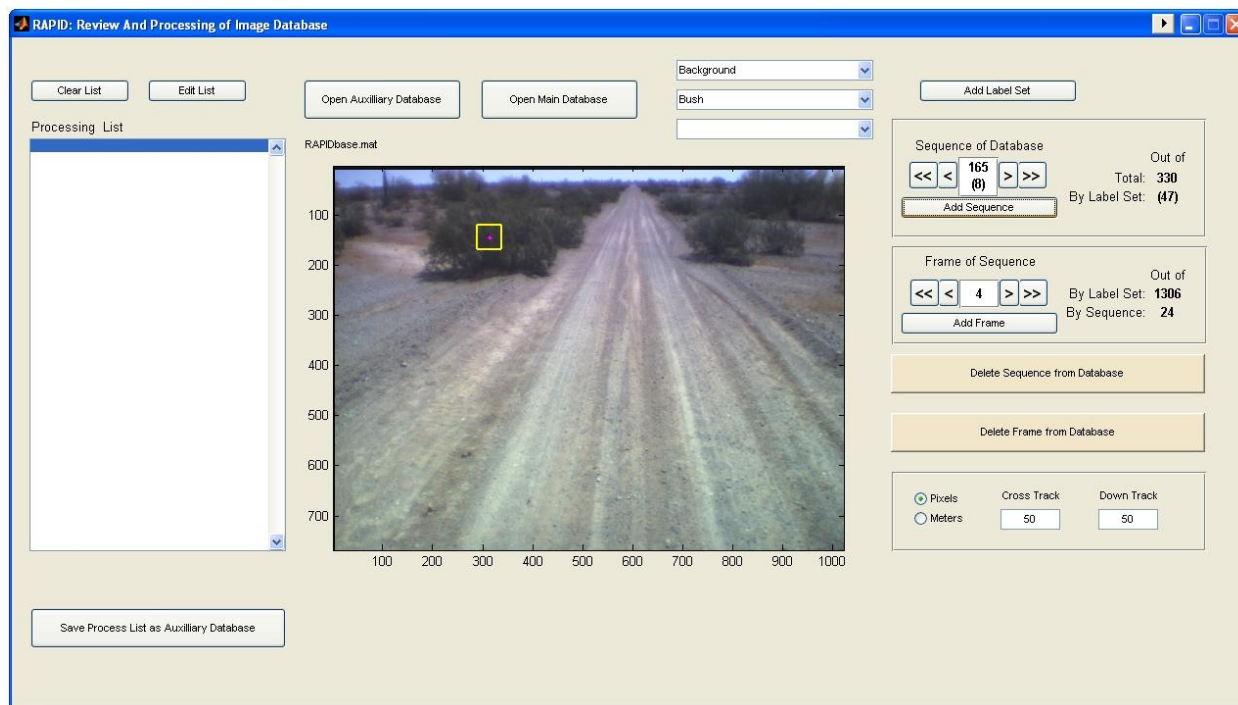 RAPID: Review And Processing of Image Database
Clear List
Edit List
Processing List
Open Auxilliary Database
Open Main Database
RAPIDbase.mat
Background
Bush
Add Label Set
100
200
300
400
500
600
700
100 200 300 400 500 600 700 800 900 1000
Sequence of Database
<< < 165 > >>
(8)
Add Sequence
Out of
Total: 330
By Label Set: (47)
Frame of Sequence
<< < 4 > >>
Add Frame
Out of
By Label Set: 1306
By Sequence: 24
Delete Sequence from Database
Delete Frame from Database
Pixels
Meters
Cross Track
50
Down Track
50
Save Process List as Auxilliary Database